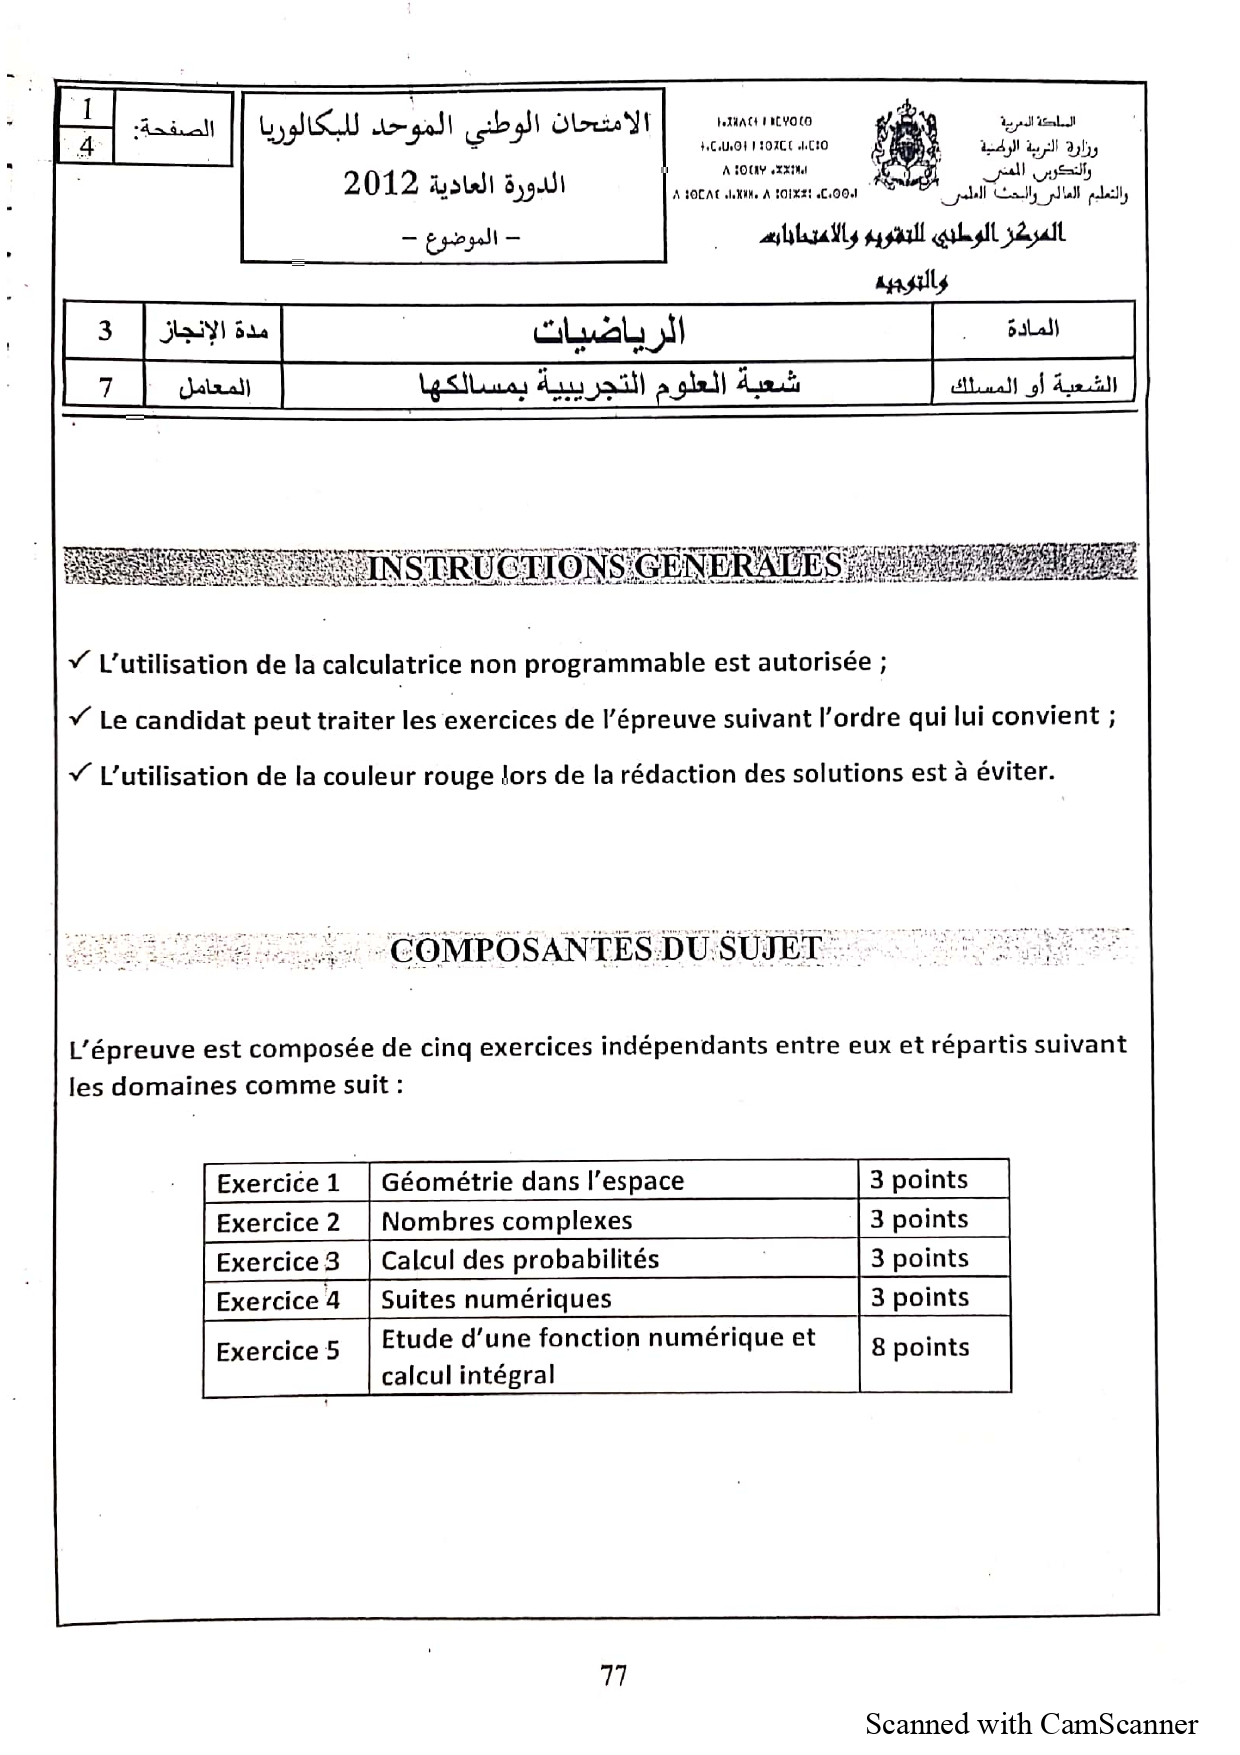 1
4
الصفحة:
الامتحان الوطني الموحد للبكالوريا
الدورة العادية 2012
– الموضوع –
المملكة المغربية
وزارة التربية الوطنية
والتكوين المهني
والتعليم العالي والبحث العلمي
المركز الوطني للتقويم والامتحانات
والتوجيه
المادة الرياضيات مدة الإنجاز 3
الشعبة أو المسلك شعبة العلوم التجريبية بمسالكها المعامل 7
INSTRUCTIONS GENERALES
✓ L'utilisation de la calculatrice non programmable est autorisée ;
✓ Le candidat peut traiter les exercices de l'épreuve suivant l'ordre qui lui convient ;
✓ L'utilisation de la couleur rouge lors de la rédaction des solutions est à éviter.
COMPOSANTES DU SUJET
L'épreuve est composée de cinq exercices indépendants entre eux et répartis suivant
les domaines comme suit :
Exercice 1 Géométrie dans l'espace 3 points
Exercice 2 Nombres complexes 3 points
Exercice 3 Calcul des probabilités 3 points
Exercice 4 Suites numériques 3 points
Exercice 5 Etude d'une fonction numérique et
calcul intégral 8 points
77
Scanned with CamScanner